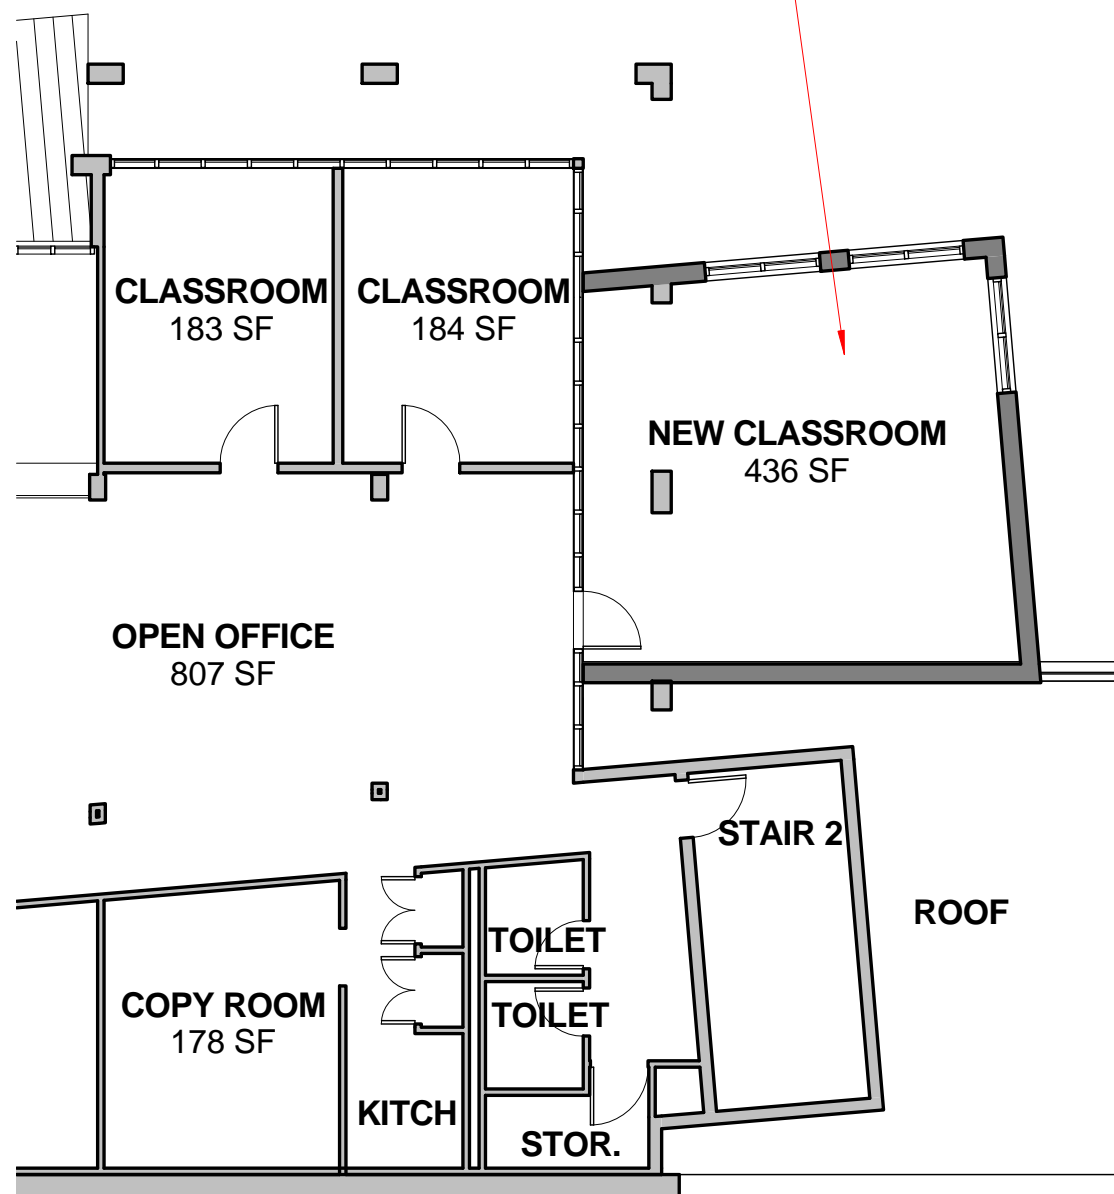 CLASSROOM
183 SF
CLASSROOM
184 SF
NEW CLASSROOM
436 SF
OPEN OFFICE
807 SF
STAIR 2
ROOF
TOILET
COPY ROOM
178 SF
TOILET
KITCH
STOR.